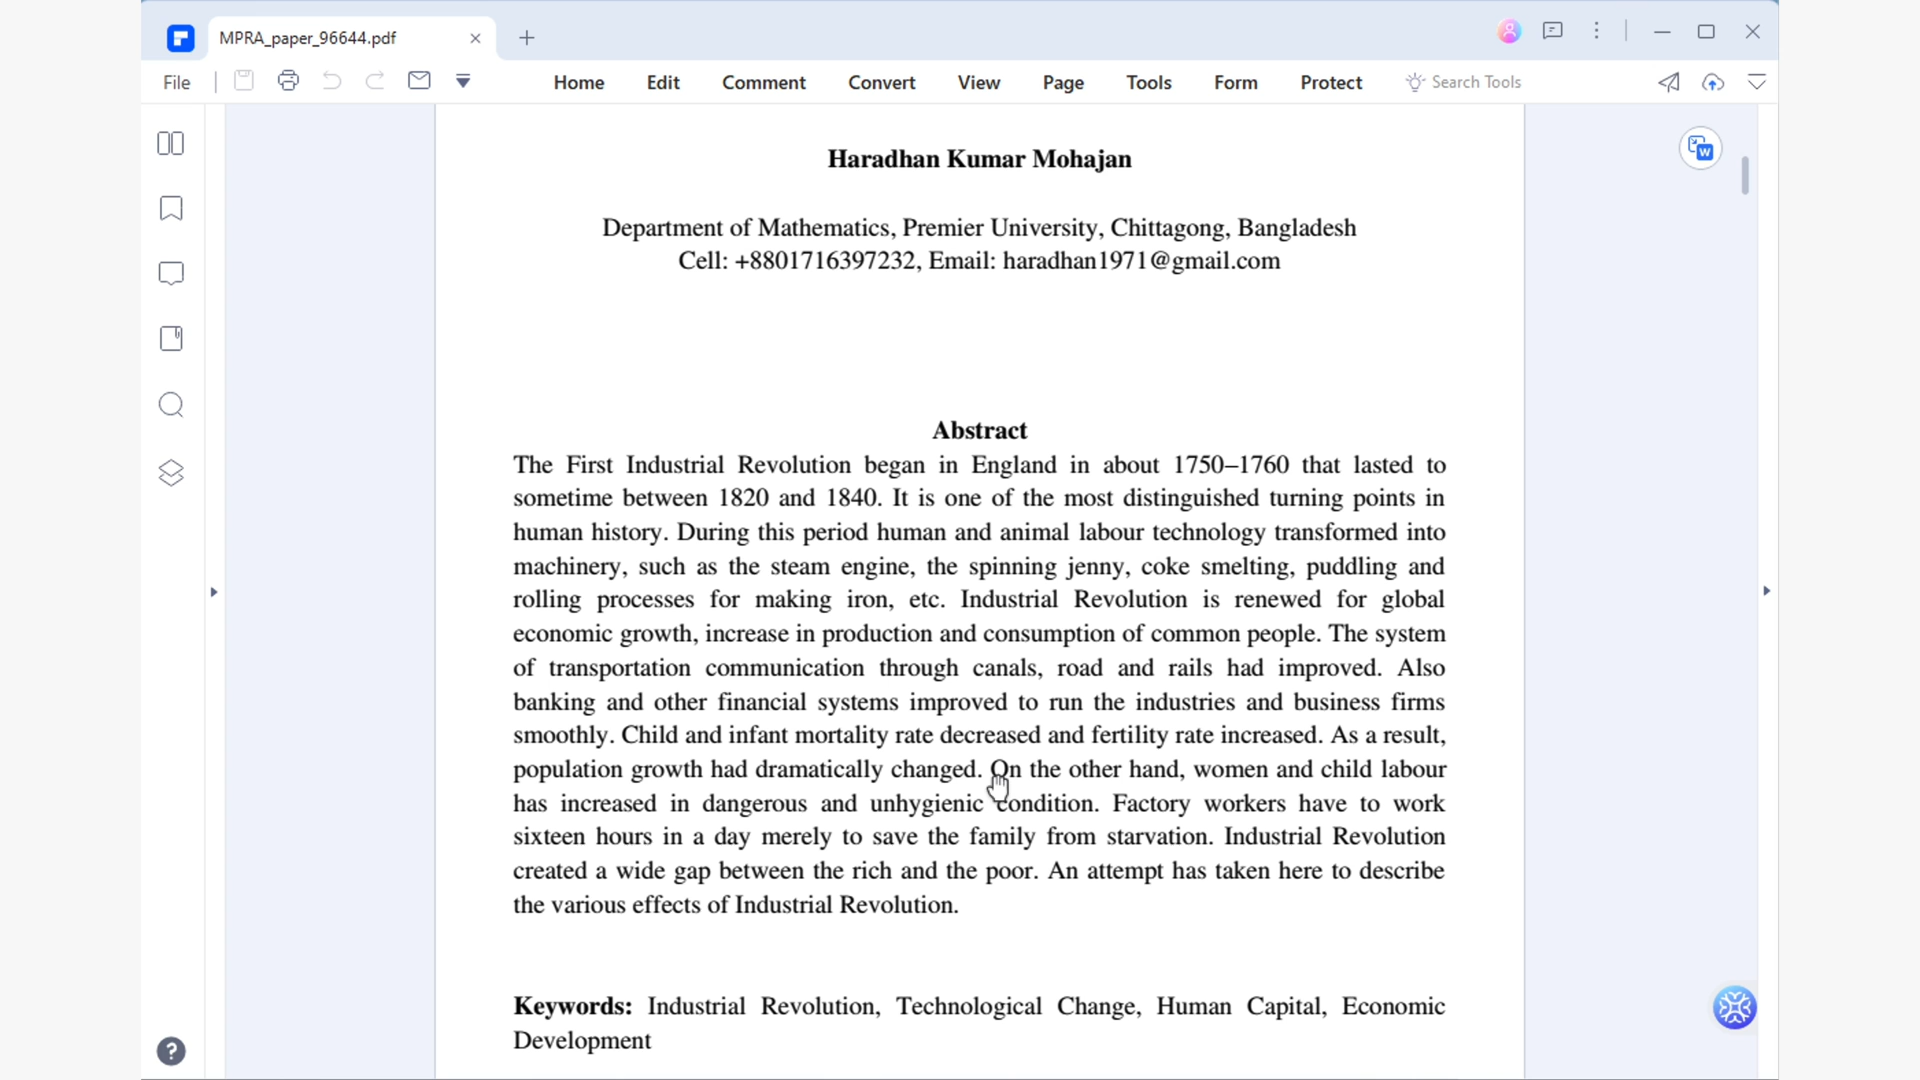 MPRA_paper_96644.pdf
File
Home Edit Comment Convert View Page Tools Form Protect Search Tools
Haradhan Kumar Mohajan
Department of Mathematics, Premier University, Chittagong, Bangladesh
Cell: +8801716397232, Email: haradhan1971@gmail.com
Abstract
The First Industrial Revolution began in England in about 1750–1760 that lasted to
sometime between 1820 and 1840. It is one of the most distinguished turning points in
human history. During this period human and animal labour technology transformed into
machinery, such as the steam engine, the spinning jenny, coke smelting, puddling and
rolling processes for making iron, etc. Industrial Revolution is renewed for global
economic growth, increase in production and consumption of common people. The system
of transportation communication through canals, road and rails had improved. Also
banking and other financial systems improved to run the industries and business firms
smoothly. Child and infant mortality rate decreased and fertility rate increased. As a result,
population growth had dramatically changed. On the other hand, women and child labour
has increased in dangerous and unhygienic condition. Factory workers have to work
sixteen hours in a day merely to save the family from starvation. Industrial Revolution
created a wide gap between the rich and the poor. An attempt has taken here to describe
the various effects of Industrial Revolution.
Keywords: Industrial Revolution, Technological Change, Human Capital, Economic
Development